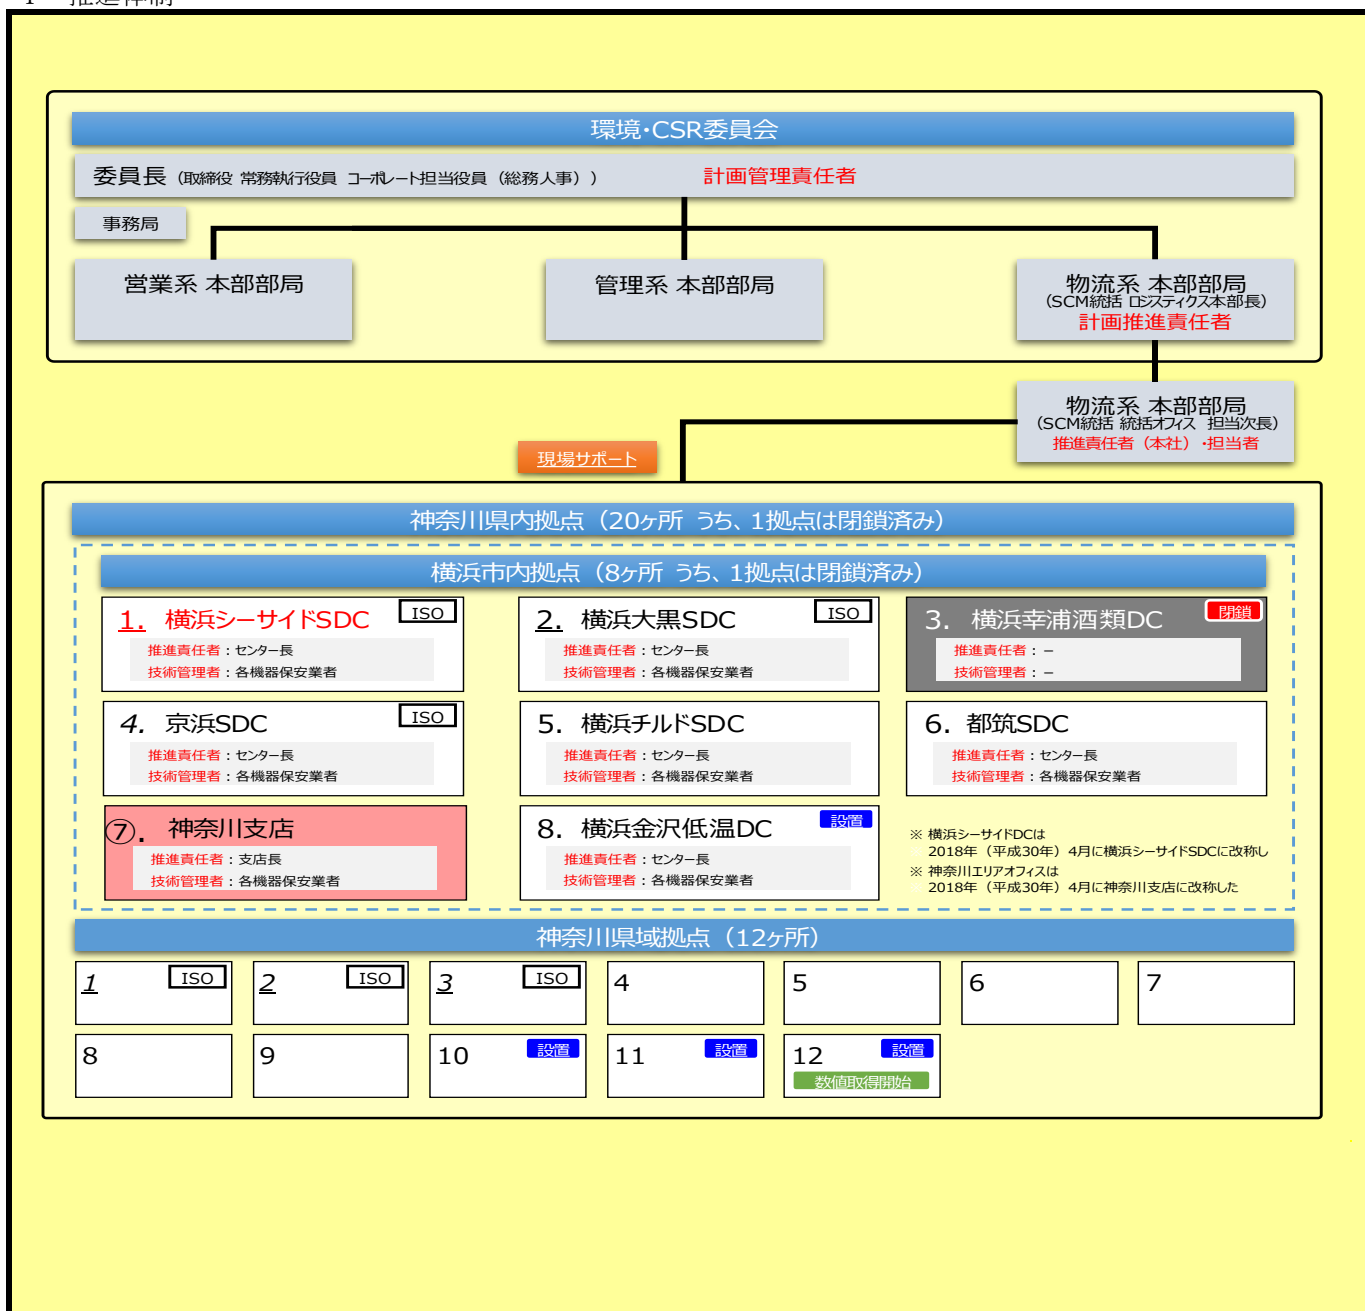 環境・CSR委員会
委員長（取締役 常務執行役員 コーポレート担当役員（総務人事）） 計画管理責任者
事務局
営業系 本部部局
管理系 本部部局
物流系 本部部局
（SCM統括 ロジスティクス本部長）
計画推進責任者
物流系 本部部局
（SCM統括 統括オフィス 担当次長）
推進責任者（本社）・担当者
現場サポート
神奈川県内拠点（20ヶ所 うち、1拠点は閉鎖済み）
横浜市内拠点（8ヶ所 うち、1拠点は閉鎖済み）
1. 横浜シーサイドSDC ISO
推進責任者：センター長
技術管理者：各機器保安業者
2. 横浜大黒SDC ISO
推進責任者：センター長
技術管理者：各機器保安業者
3. 横浜幸浦酒類DC 閉鎖
推進責任者：－
技術管理者：－
4. 京浜SDC ISO
推進責任者：センター長
技術管理者：各機器保安業者
5. 横浜チルドSDC
推進責任者：センター長
技術管理者：各機器保安業者
6. 都筑SDC
推進責任者：センター長
技術管理者：各機器保安業者
⑦. 神奈川支店
推進責任者：支店長
技術管理者：各機器保安業者
8. 横浜金沢低温DC 設置
推進責任者：センター長
技術管理者：各機器保安業者
※ 横浜シーサイドDCは
2018年（平成30年）4月に横浜シーサイドSDCに改称し
※ 神奈川エリアオフィスは
2018年（平成30年）4月に神奈川支店に改称した
神奈川県域拠点（12ヶ所）
1 ISO
2 ISO
3 ISO
4
5
6
7
8
9
10 設置
11 設置
12 設置
数値取得開始